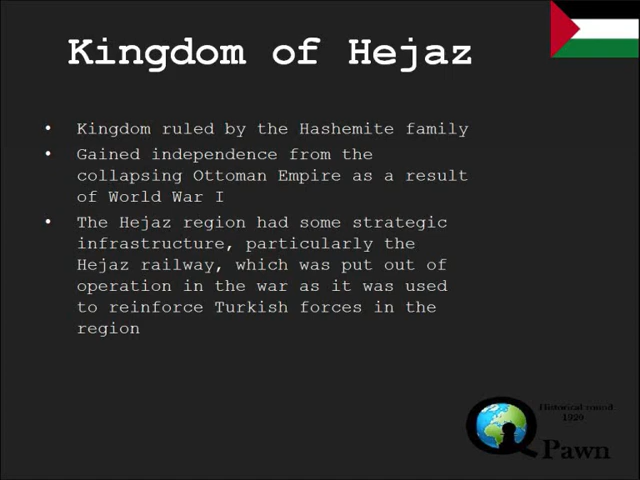 Kingdom of Hejaz
• Kingdom ruled by the Hashemite family
• Gained independence from the
collapsing Ottoman Empire as a result
of World War I
• The Hejaz region had some strategic
infrastructure, particularly the
Hejaz railway, which was put out of
operation in the war as it was used
to reinforce Turkish forces in the
region
Historical round
1920
Pawn